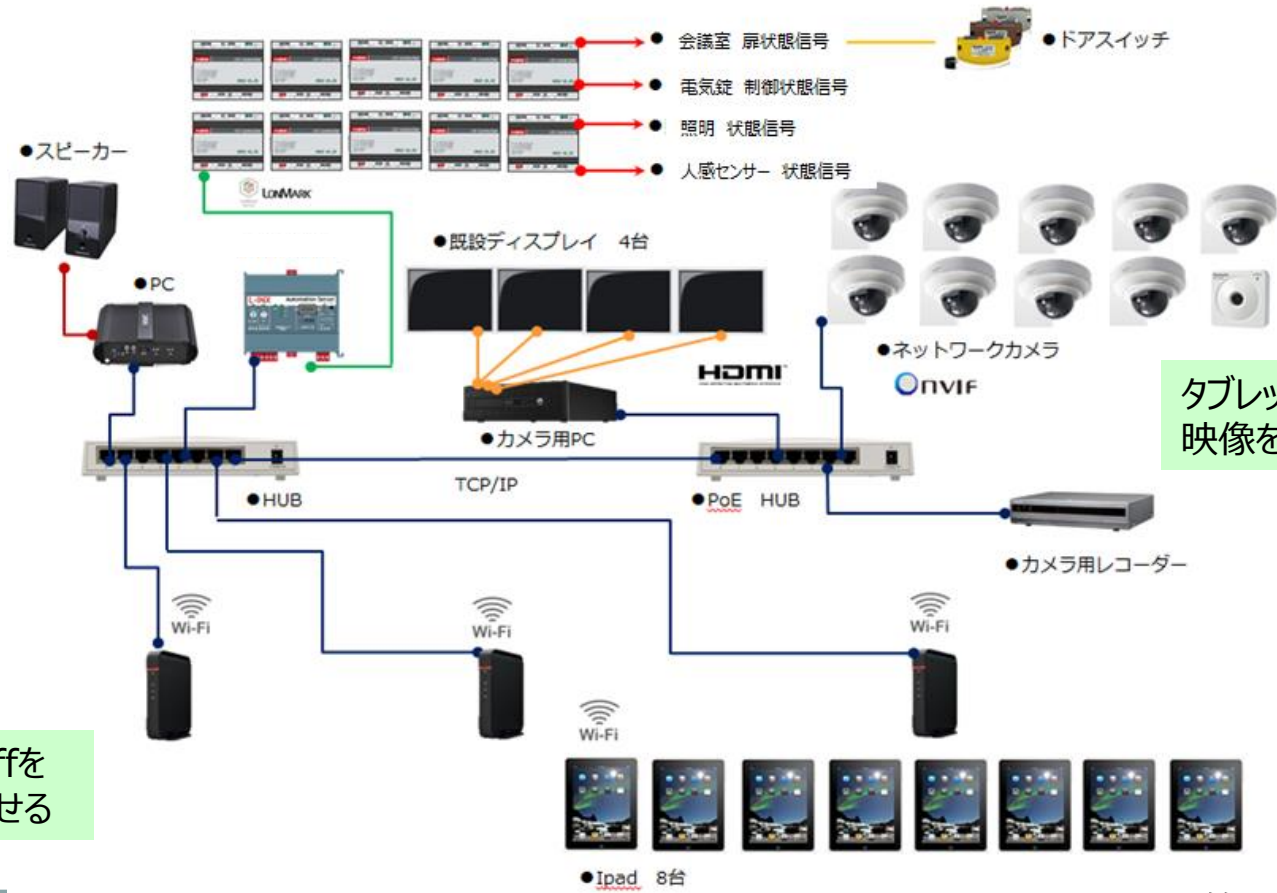 ● 会議室 扉状態信号
●ドアスイッチ
● 電気錠 制御状態信号
● 照明 状態信号
● 人感センサー 状態信号
●スピーカー
LONMARK
●既設ディスプレイ 4台
●PC
L-INX Automation Server
HDMI
●ネットワークカメラ
ONVIF
タブレッ
映像を
●カメラ用PC
●HUB
TCP/IP
●PoE HUB
●カメラ用レコーダー
Wi-Fi
Wi-Fi
Wi-Fi
Wi-Fi
ffを
せる
●Ipad 8台